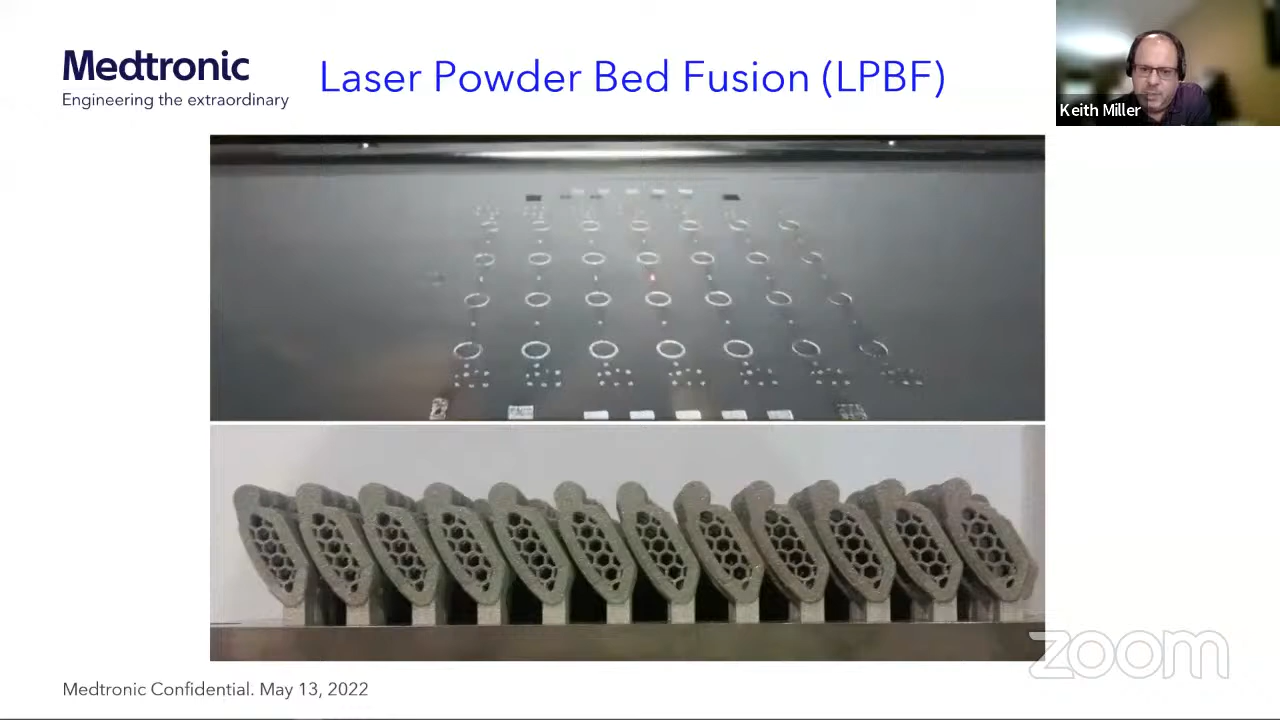 Medtronic
Engineering the extraordinary
Laser Powder Bed Fusion (LPBF)
Keith Miller
zoom
Medtronic Confidential. May 13, 2022